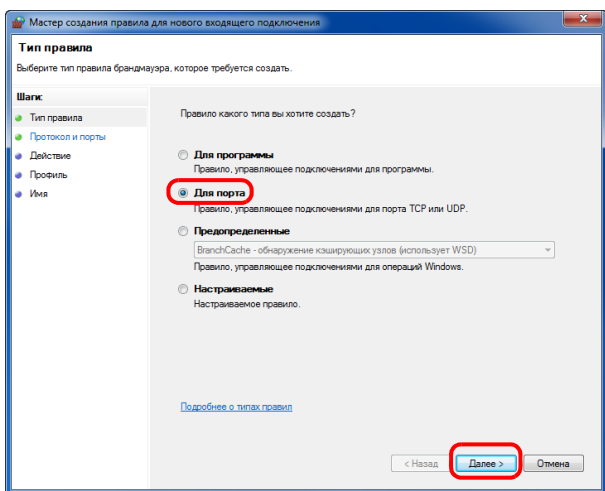 Мастер создания правила для нового входящего подключения
Тип правила
Выберите тип правила брандмауэра, которое требуется создать.
Шаги:
Тип правила
Протокол и порты
Действие
Профиль
Имя
Правило какого типа вы хотите создать?
Для программы
Правило, управляющее подключениями для программы.
Для порта
Правило, управляющее подключениями для порта TCP или UDP.
Предопределенные
BranchCache - обнаружение кэширующих узлов (использует WSD)
Правило, управляющее подключениями для операций Windows.
Настраиваемые
Настраиваемое правило.
Подробнее о типах правил
< Назад
Далее >
Отмена